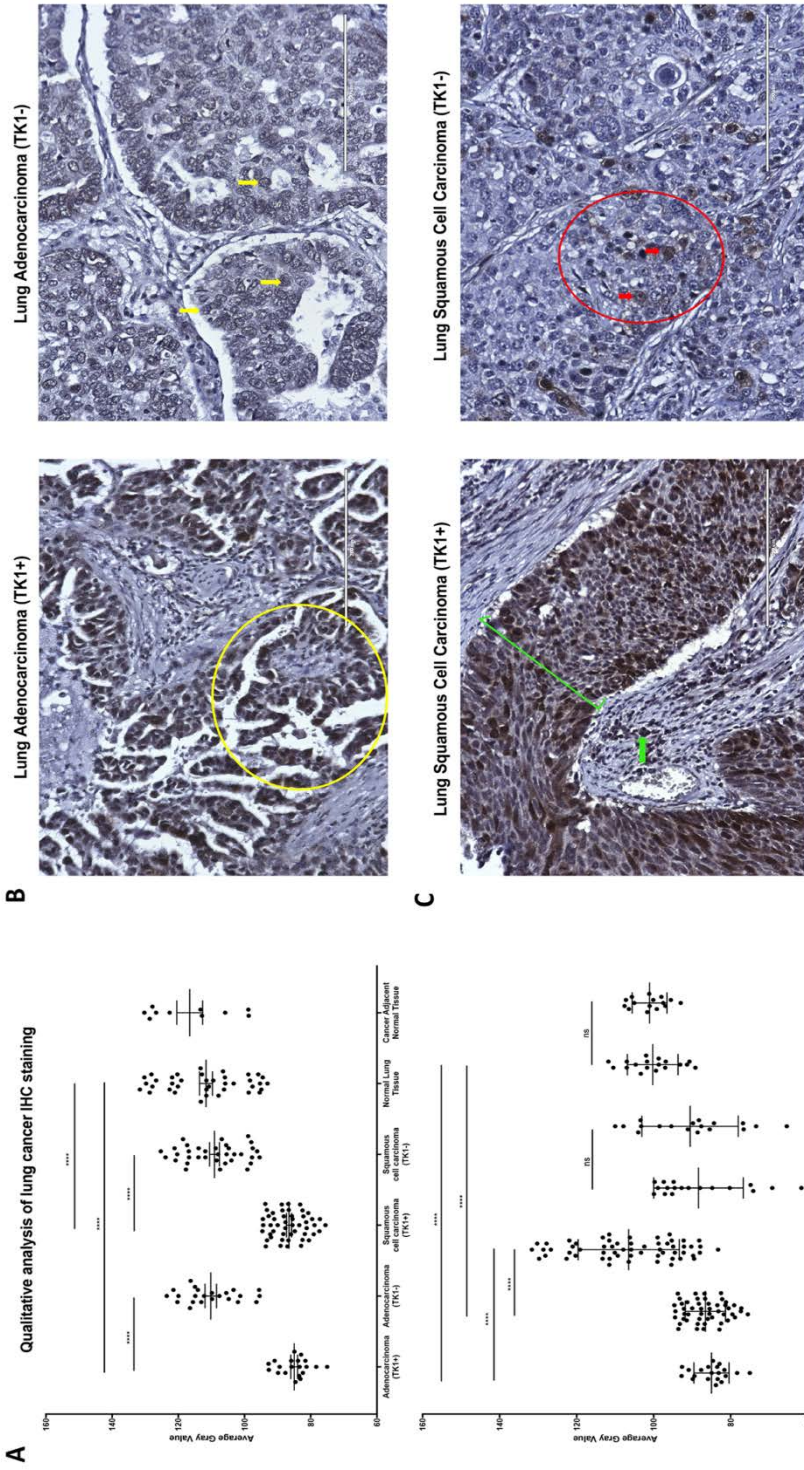 A
Qualitative analysis of lung cancer IHC staining
Average Gray Value
160
140
120
100
80
60
****
****
****
****
Adenocarcinoma
(TK1+)
Adenocarcinoma
(TK1-)
Squamous
cell carcinoma
(TK1+)
Squamous
cell carcinoma
(TK1-)
Normal Lung
Tissue
Cancer Adjacent
Normal Tissue
Average Gray Value
160
140
120
100
80
****
****
****
****
ns
ns
B
Lung Adenocarcinoma (TK1+)
Lung Adenocarcinoma (TK1-)
C
Lung Squamous Cell Carcinoma (TK1+)
Lung Squamous Cell Carcinoma (TK1-)